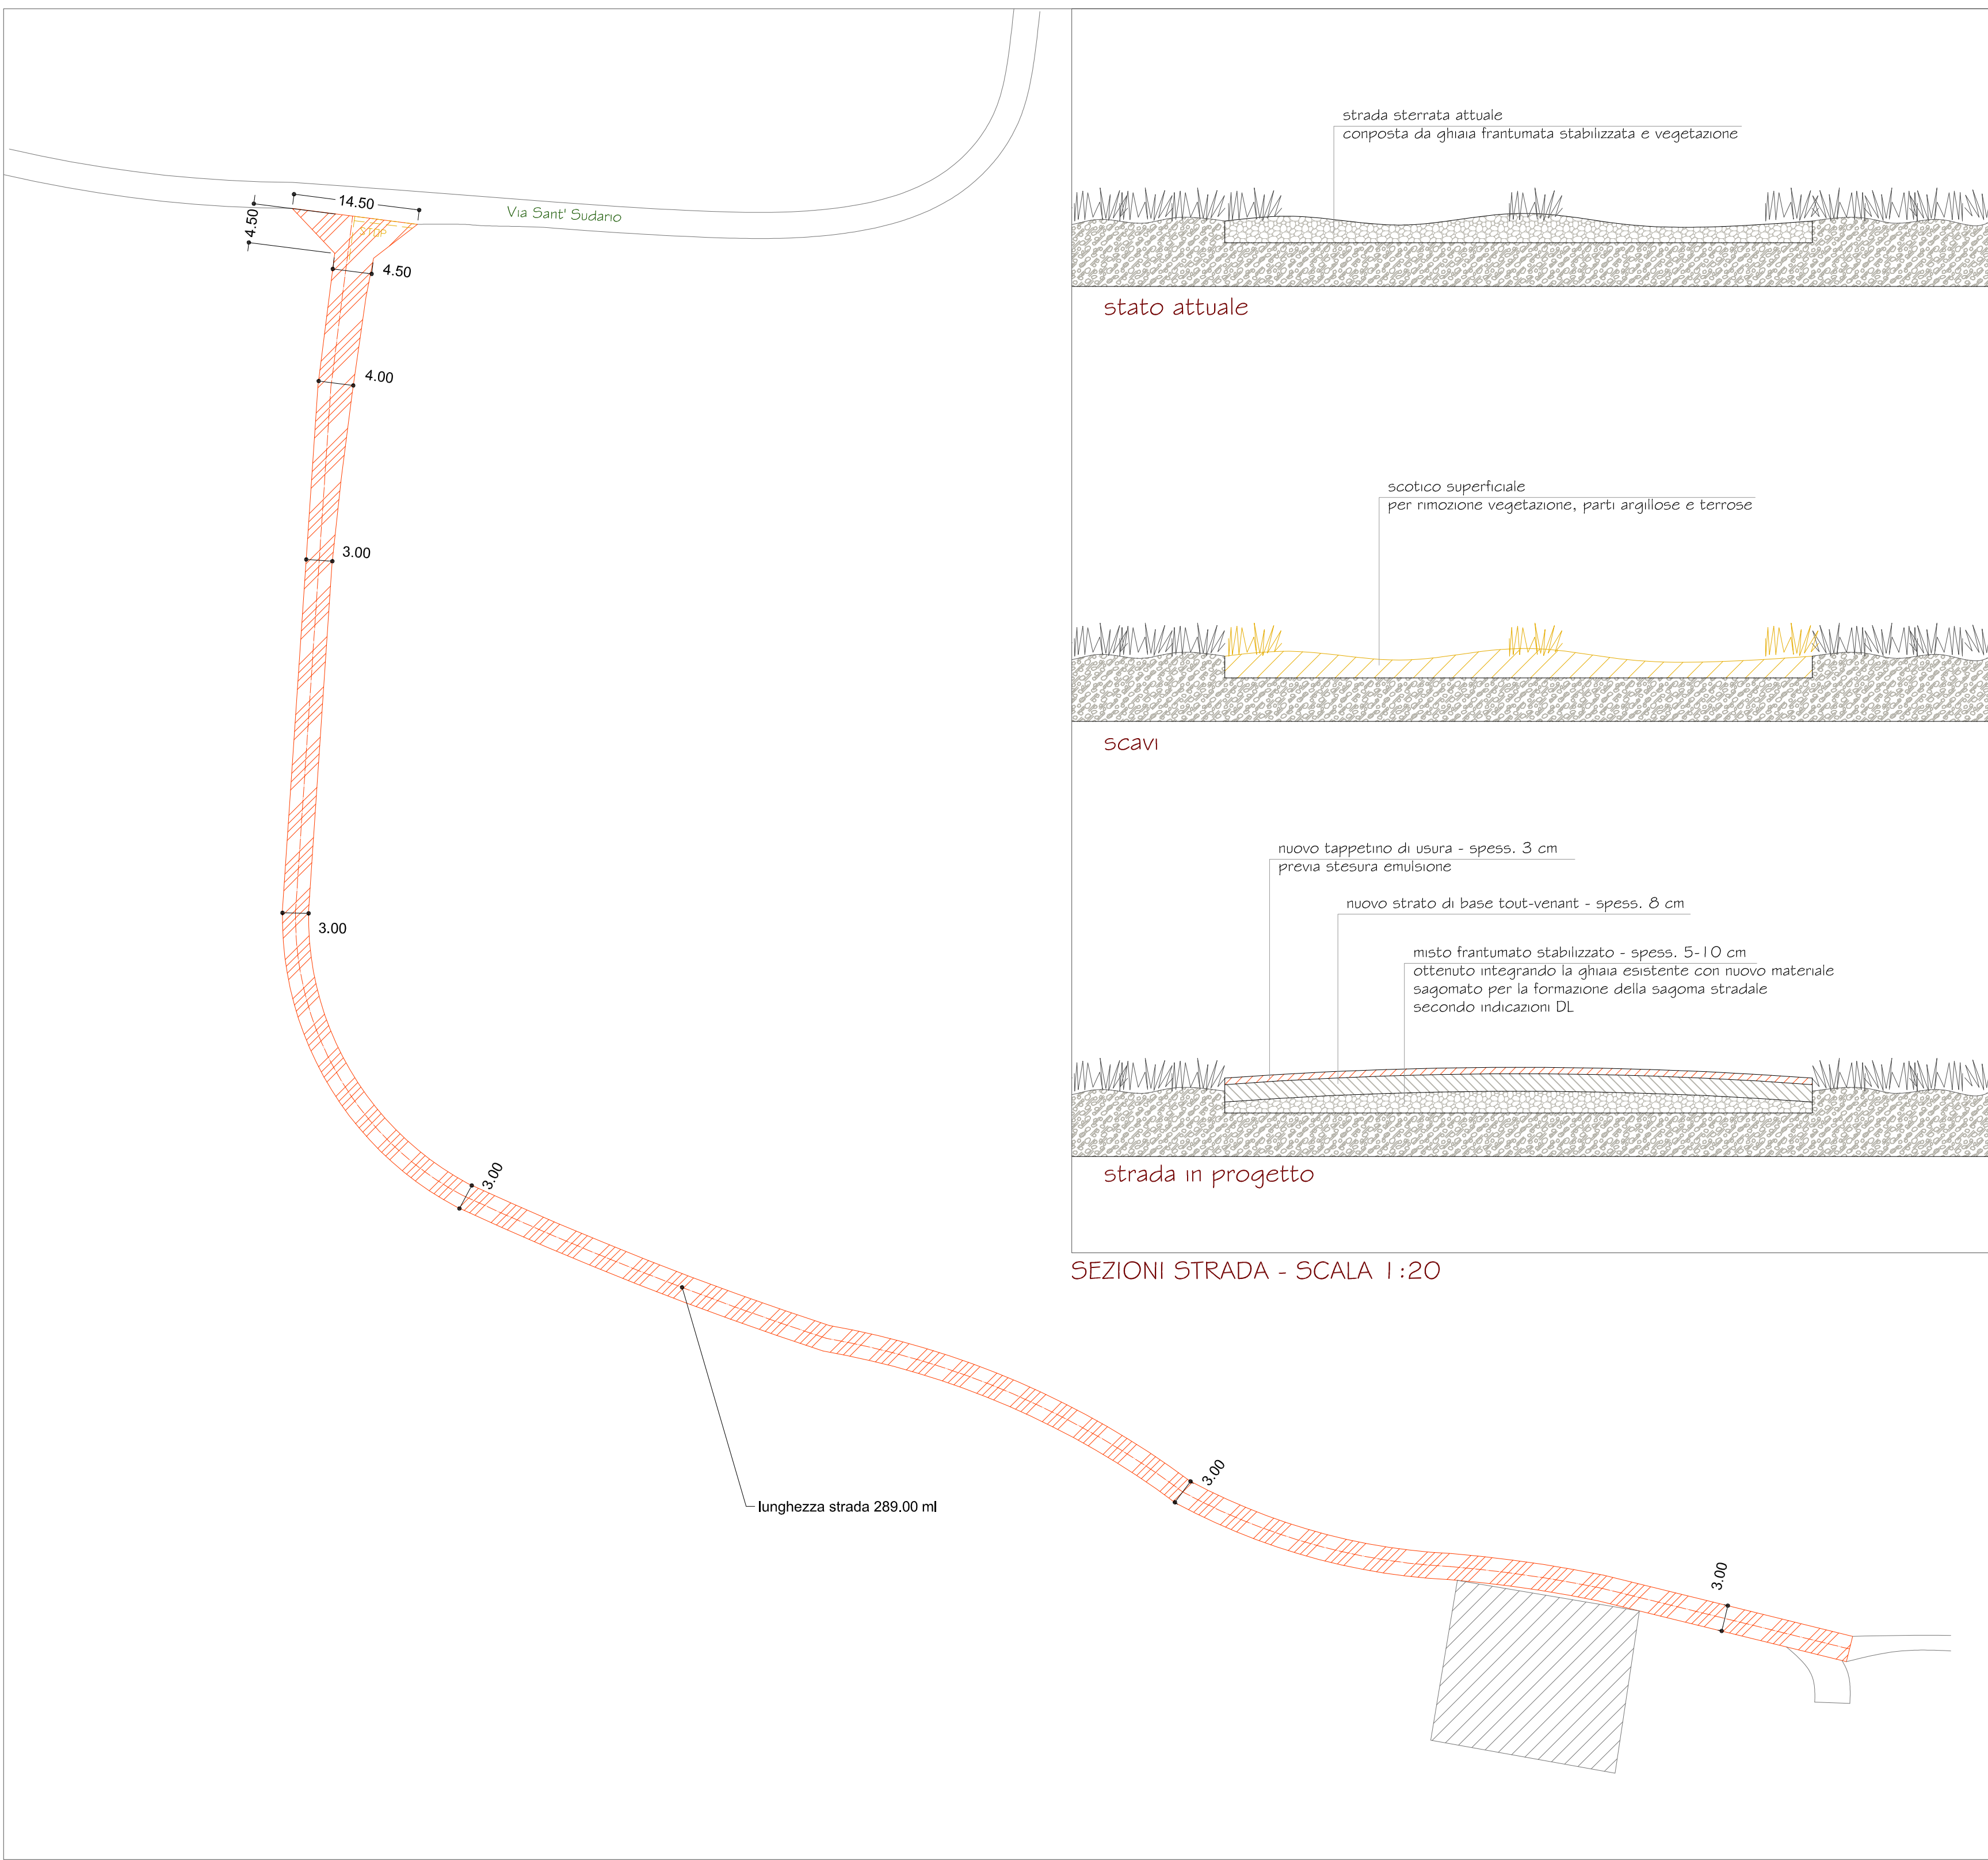 14.50
4.50
Via Sant' Sudario
STOP
4.50
4.00
3.00
3.00
3.00
lunghezza strada 289.00 ml
3.00
3.00
strada sterrata attuale
conposta da ghiaia frantumata stabilizzata e vegetazione
stato attuale
scotico superficiale
per rimozione vegetazione, parti argillose e terrose
scavi
nuovo tappetino di usura - spess. 3 cm
previa stesura emulsione
nuovo strato di base tout-venant - spess. 8 cm
misto frantumato stabilizzato - spess. 5-10 cm
ottenuto integrando la ghiaia esistente con nuovo materiale
sagomato per la formazione della sagoma stradale
secondo indicazioni DL
strada in progetto
SEZIONI STRADA - SCALA 1:20